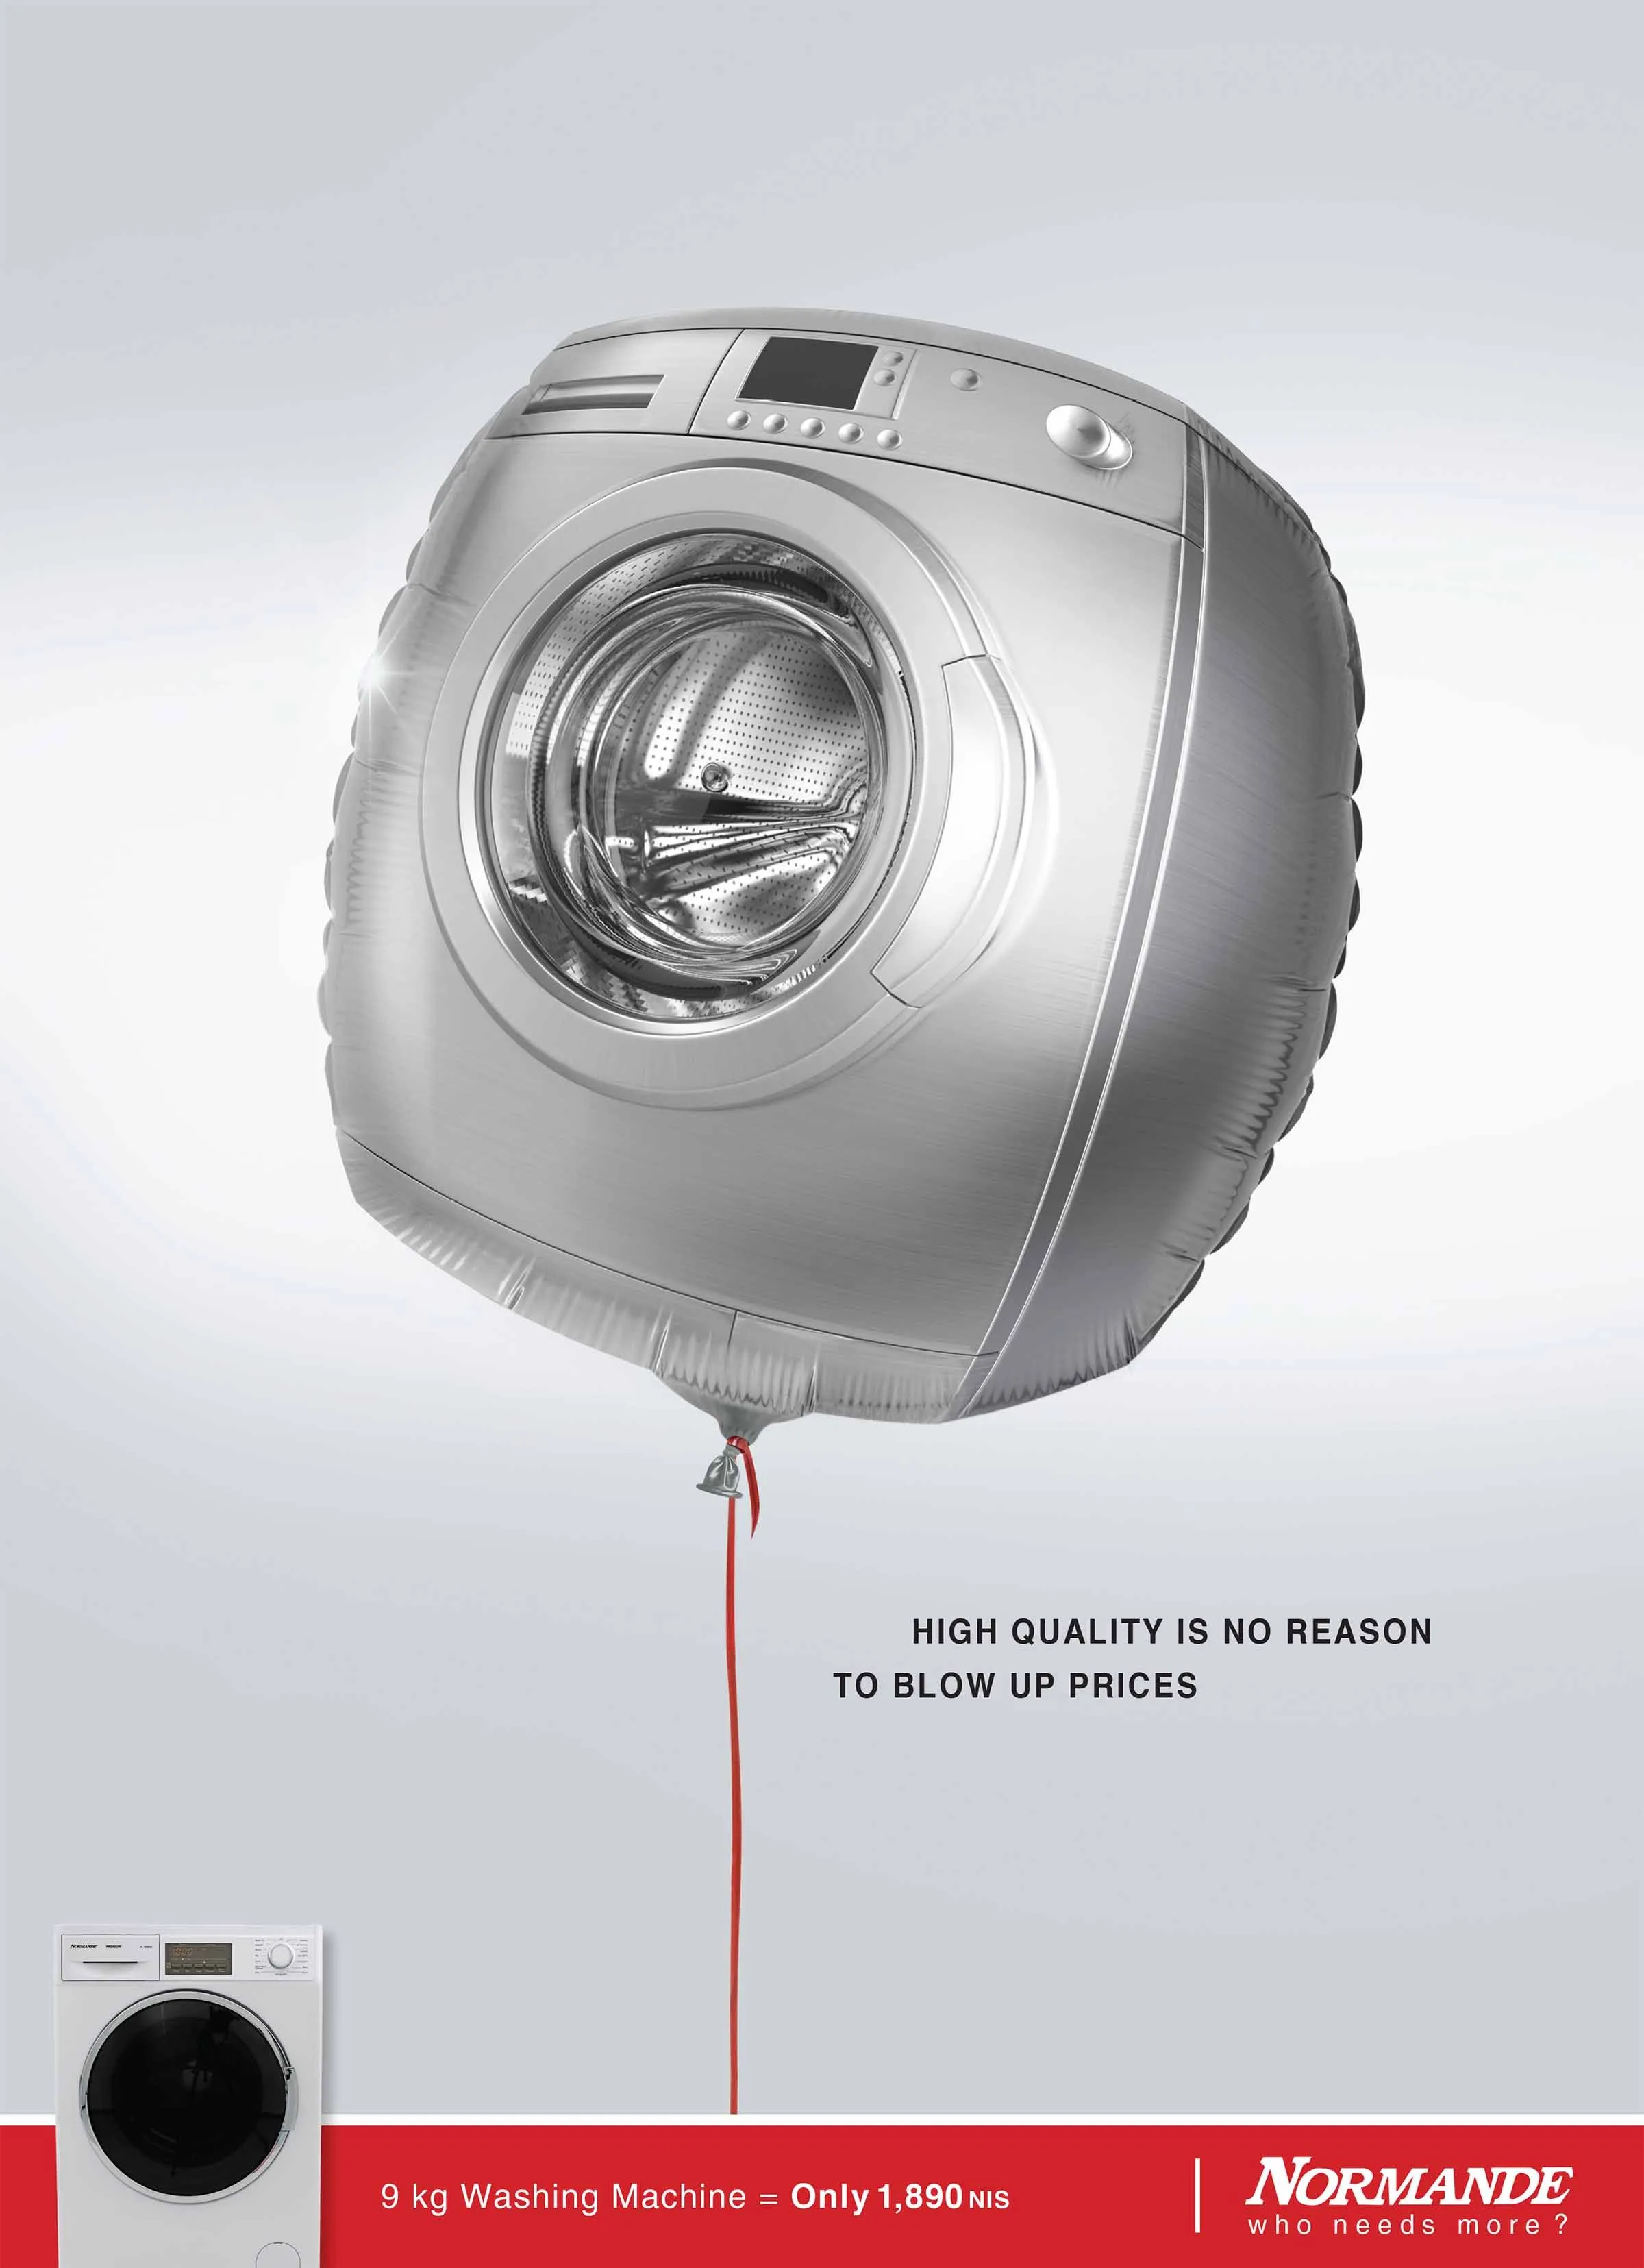 HIGH QUALITY IS NO REASON
TO BLOW UP PRICES
NORMANDE
9 kg Washing Machine = Only 1,890 NIS
NORMANDE
who needs more ?